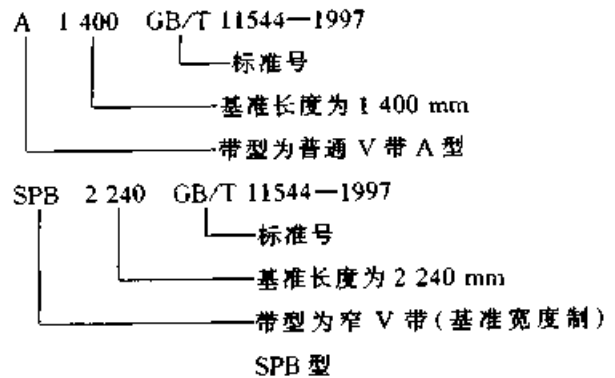 A 1 400 GB/T 11544—1997
标准号
基准长度为 1 400 mm
带型为普通 V 带 A 型
SPB 2 240 GB/T 11544—1997
标准号
基准长度为 2 240 mm
带型为窄 V 带(基准宽度制)
SPB 型